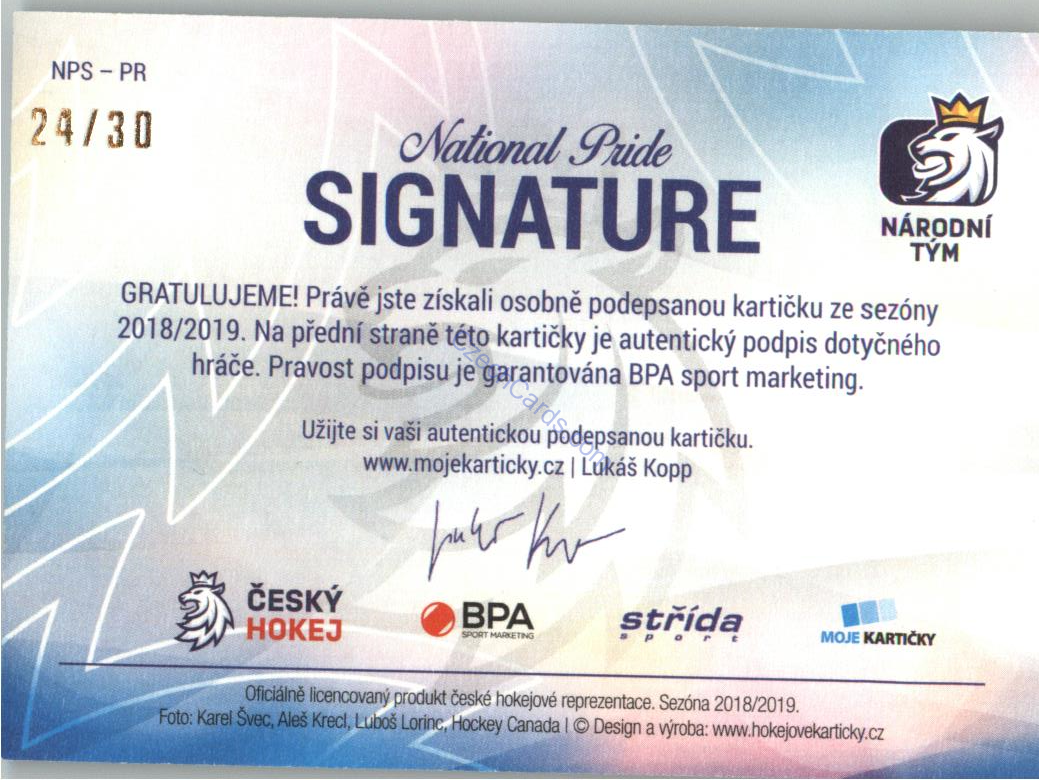 NPS – PR
24/30
National Pride
SIGNATURE
NÁRODNÍ
TÝM
GRATULUJEME! Právě jste získali osobně podepsanou kartičku ze sezóny
2018/2019. Na přední straně této kartičky je autentický podpis dotyčného
hráče. Pravost podpisu je garantována BPA sport marketing.
CzechCards.com
Užijte si vaši autentickou podepsanou kartičku.
www.mojekarticky.cz | Lukáš Kopp
ČESKÝ
HOKEJ
BPA
SPORT MARKETING
střída
sport
MOJE KARTIČKY
Oficiálně licencovaný produkt české hokejové reprezentace. Sezóna 2018/2019.
Foto: Karel Švec, Aleš Krecl, Luboš Lorinc, Hockey Canada | © Design a výroba: www.hokejovekarticky.cz